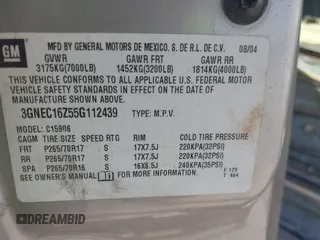 GM
MFD BY GENERAL MOTORS DE MEXICO, S. DE R.L. DE C.V. 08/04
GVWR GAWR FRT GAWR RR
3175KG(7000LB) 1452KG(3200LB) 1814KG(4000LB)
THIS VEHICLE CONFORMS TO ALL APPLICABLE U.S. FEDERAL MOTOR
VEHICLE SAFETY STANDARDS IN EFFECT ON THE DATE OF
MANUFACTURE SHOWN ABOVE.
3GNEC16Z55G112439 TYPE: M.P.V.
MODEL: C15906
CAGM TIRE SIZE SPEED RTG RIM COLD TIRE PRESSURE
FRT P265/70R17 S 17X7.5J 220KPA(32PSI)
RR P265/70R17 S 17X7.5J 220KPA(32PSI)
SPA P265/70R16 S 16X6.5J 240KPA(35PSI)
SEE OWNER'S MANUAL FOR ADDITIONAL INFORMATION
F 129
T 494
DREAMBID